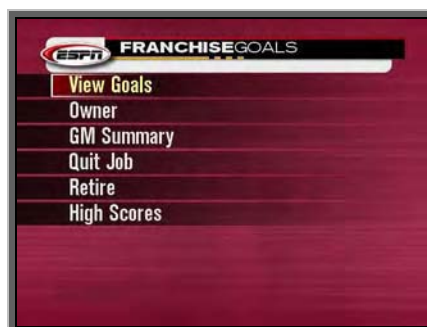 ESPN
FRANCHISEGOALS
View Goals
Owner
GM Summary
Quit Job
Retire
High Scores